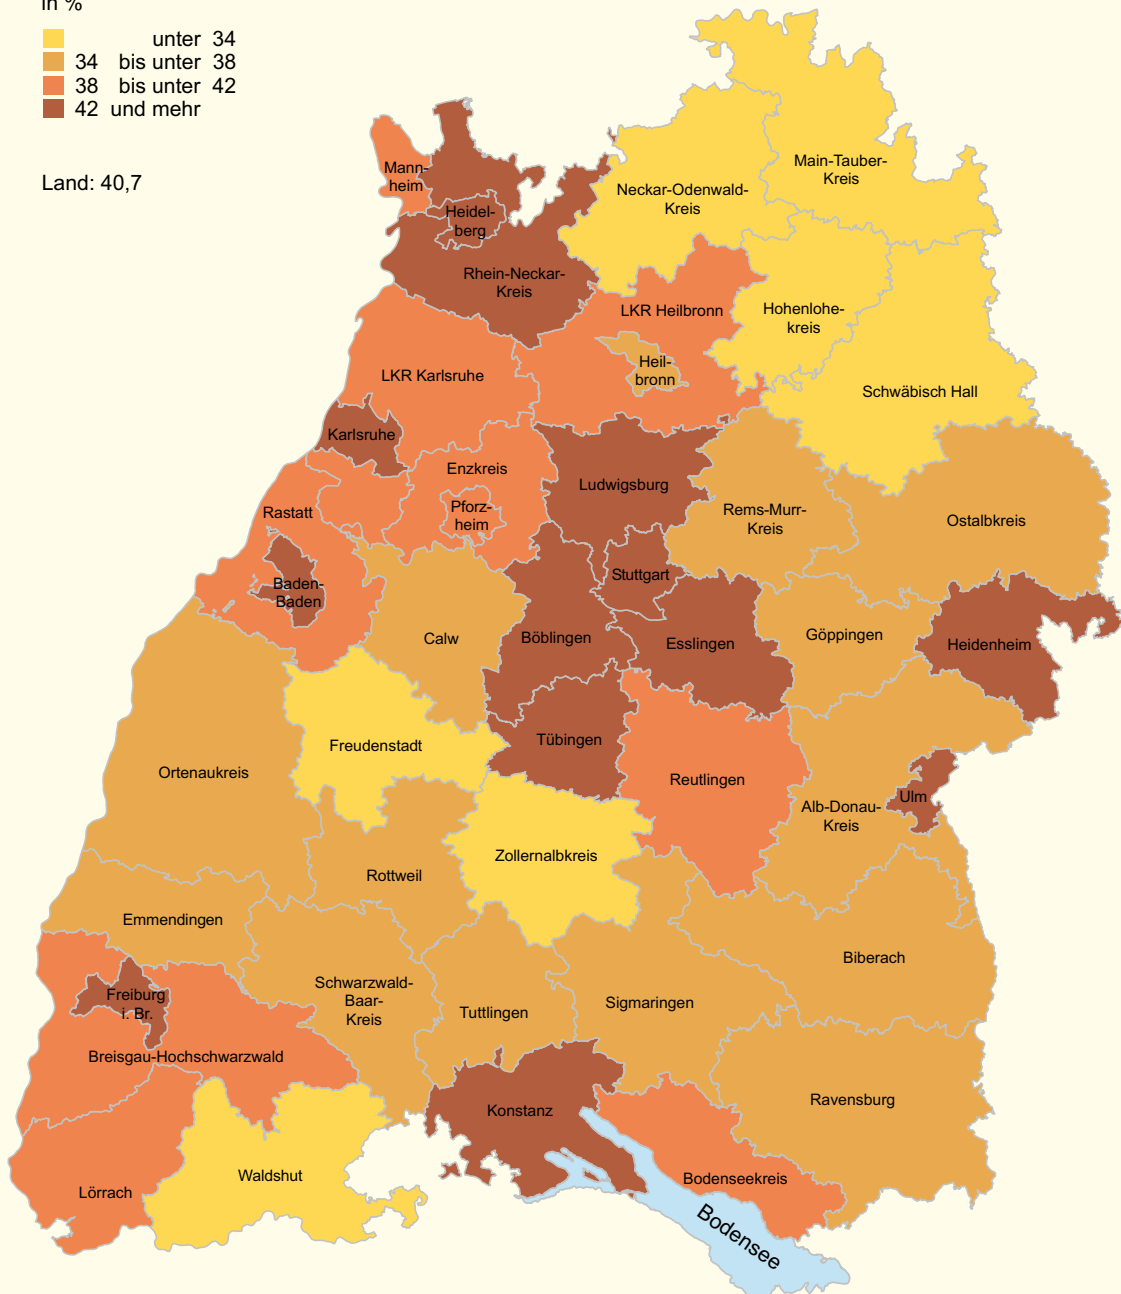 in %
unter 34
34 bis unter 38
38 bis unter 42
42 und mehr
Land: 40,7
Mann-
heim
Main-Tauber-
Kreis
Neckar-Odenwald-
Kreis
Heidel-
berg
Rhein-Neckar-
Kreis
LKR Heilbronn
Hohenlohe-
kreis
Heil-
bronn
LKR Karlsruhe
Schwäbisch Hall
Karlsruhe
Enzkreis
Ludwigsburg
Pforz-
heim
Rastatt
Rems-Murr-
Kreis
Ostalbkreis
Stuttgart
Baden-
Baden
Calw
Böblingen
Esslingen
Göppingen
Heidenheim
Tübingen
Freudenstadt
Ortenaukreis
Reutlingen
Ulm
Alb-Donau-
Kreis
Zollernalbkreis
Rottweil
Emmendingen
Biberach
Schwarzwald-
Baar-
Kreis
Freiburg
i. Br.
Tuttlingen
Sigmaringen
Breisgau-Hochschwarzwald
Ravensburg
Konstanz
Waldshut
Bodenseekreis
Lörrach
Bodensee